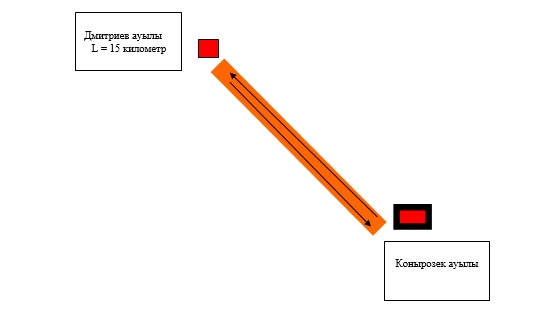 Дмитриев ауылы
L = 15 километр
Конырозек ауылы